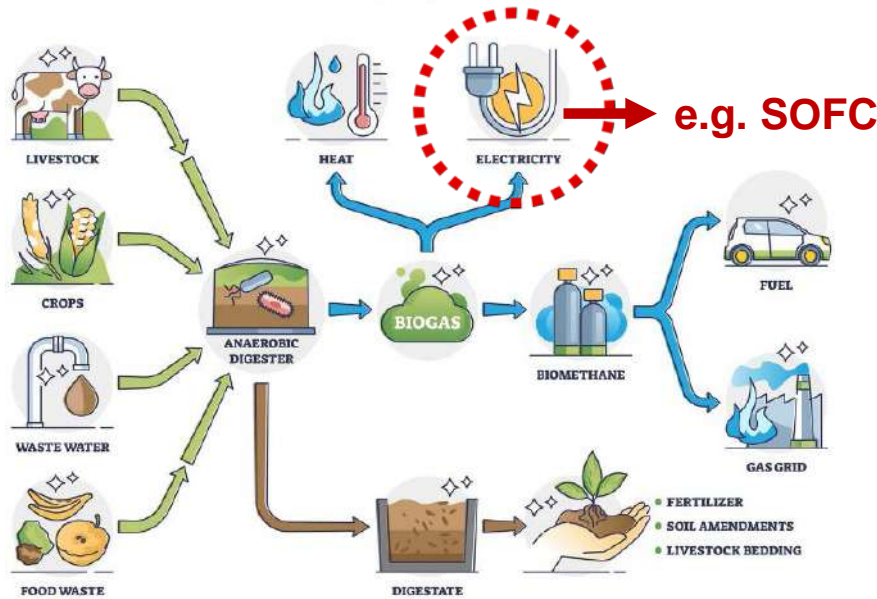 HEAT
ELECTRICITY
e.g. SOFC
LIVESTOCK
CROPS
WASTE WATER
FOOD WASTE
ANAEROBIC
DIGESTER
BIOGAS
BIOMETHANE
FUEL
GAS GRID
DIGESTATE
FERTILIZER
SOIL AMENDMENTS
LIVESTOCK BEDDING